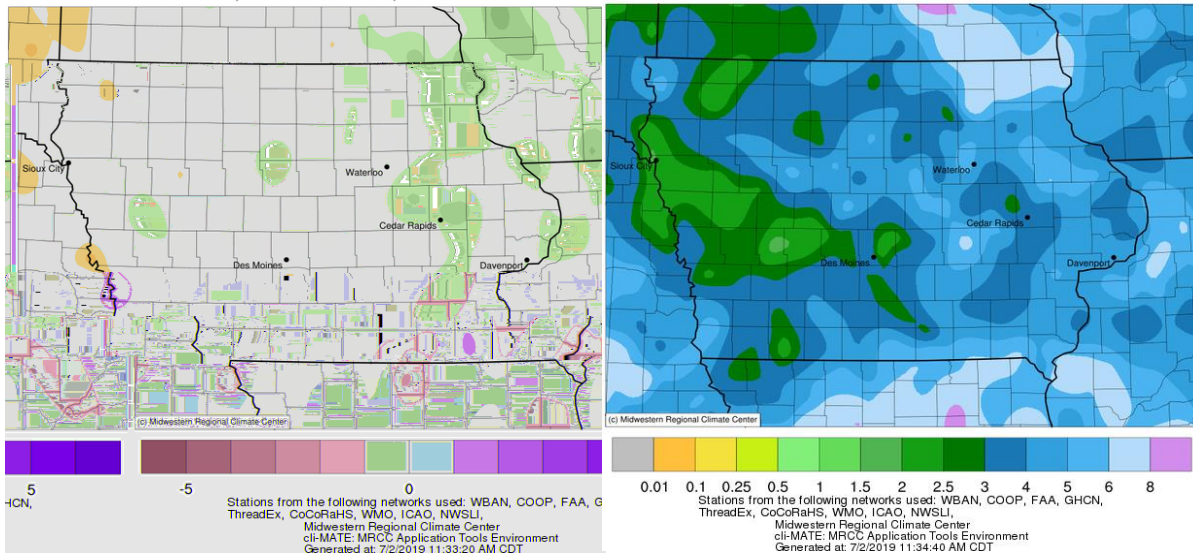 Sioux City
Waterloo
Cedar Rapids
Des Moines
Davenport
(c) Midwestern Regional Climate Center
5
-5
0
HCN,
Stations from the following networks used: WBAN, COOP, FAA, G
ThreadEx, CoCoRaHS, WMO, ICAO, NWSLI,
Midwestern Regional Climate Center
cli-MATE: MRCC Application Tools Environment
Generated at: 7/2/2019 11:33:20 AM CDT
Sioux City
Waterloo
Cedar Rapids
Des Moines
Davenport
(c) Midwestern Regional Climate Center
0.01 0.1 0.25 0.5 1 1.5 2 2.5 3 4 5 6 8
Stations from the following networks used: WBAN, COOP, FAA, GHCN,
ThreadEx, CoCoRaHS, WMO, ICAO, NWSLI,
Midwestern Regional Climate Center
cli-MATE: MRCC Application Tools Environment
Generated at: 7/2/2019 11:34:40 AM CDT